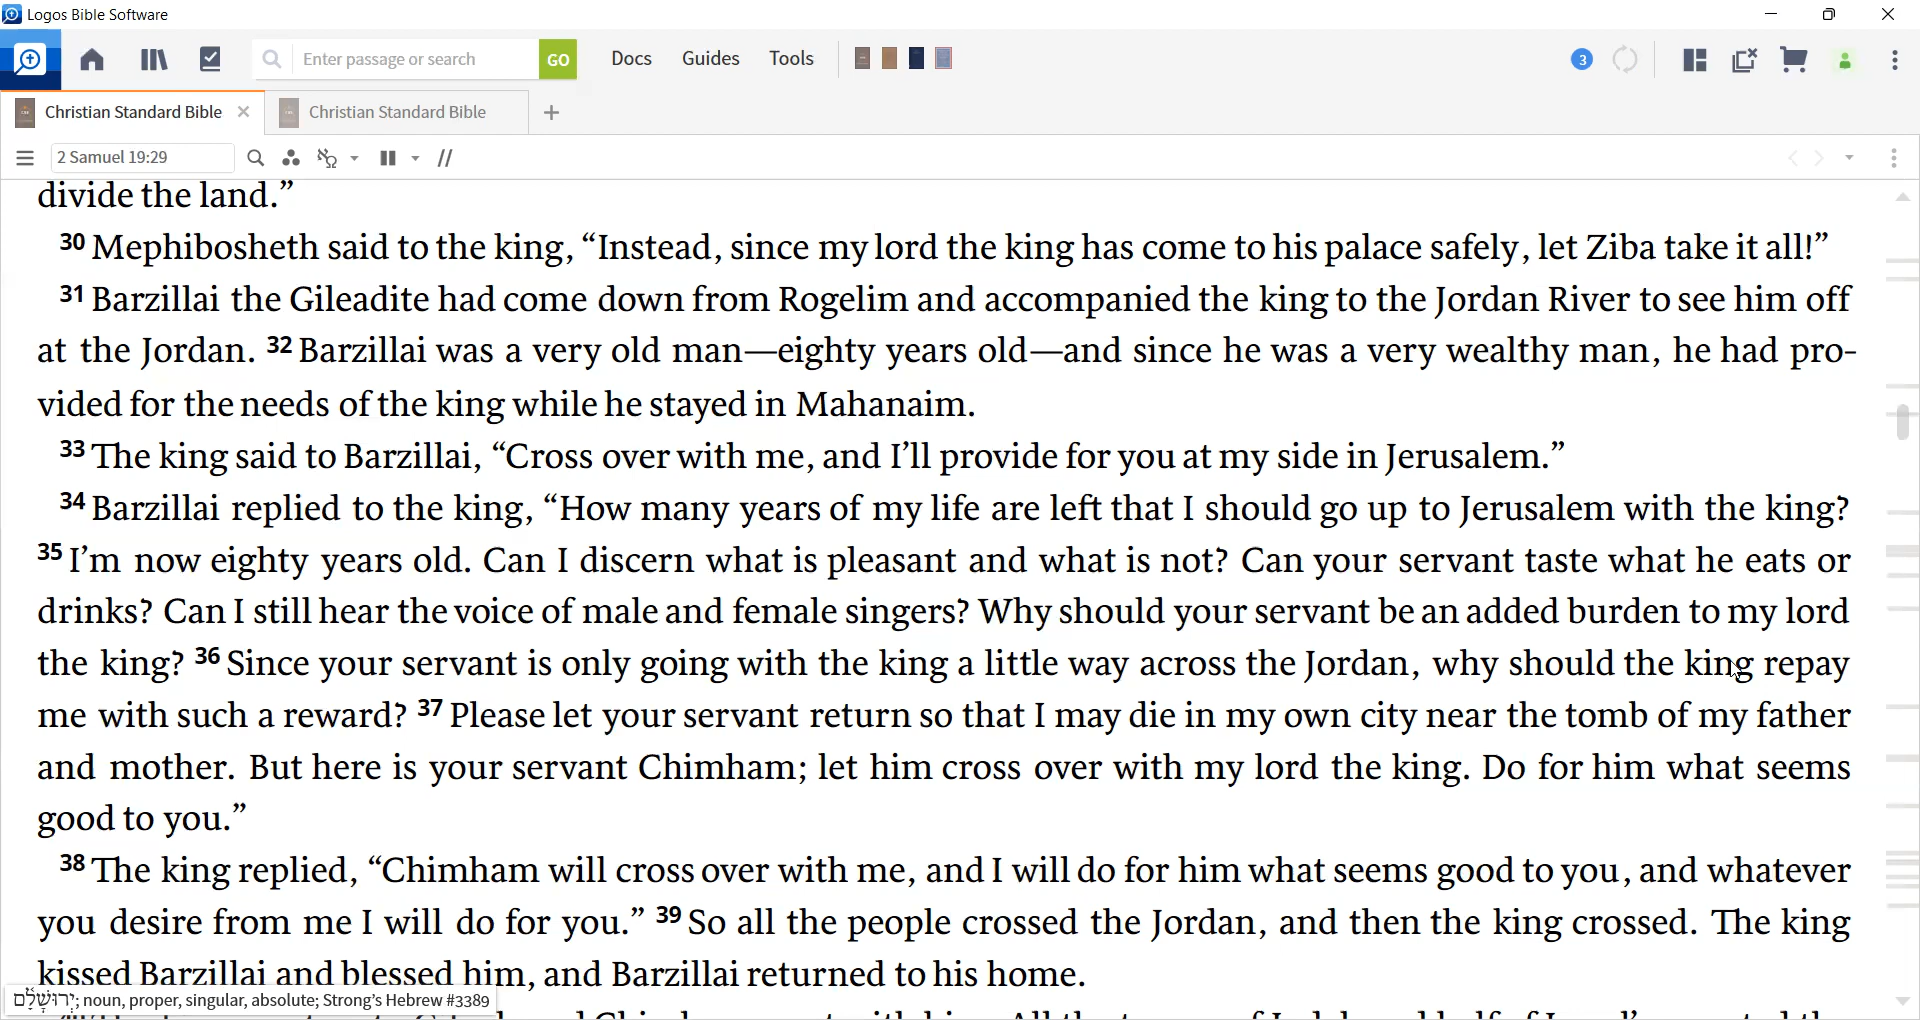 Logos Bible Software
Enter passage or search GO Docs Guides Tools 3
Christian Standard Bible Christian Standard Bible
2 Samuel 19:29
divide the land.”
30 Mephibosheth said to the king, “Instead, since my lord the king has come to his palace safely, let Ziba take it all!”
31 Barzillai the Gileadite had come down from Rogelim and accompanied the king to the Jordan River to see him off
at the Jordan. 32 Barzillai was a very old man—eighty years old—and since he was a very wealthy man, he had pro-
vided for the needs of the king while he stayed in Mahanaim.
33 The king said to Barzillai, “Cross over with me, and I’ll provide for you at my side in Jerusalem.”
34 Barzillai replied to the king, “How many years of my life are left that I should go up to Jerusalem with the king?
35 I’m now eighty years old. Can I discern what is pleasant and what is not? Can your servant taste what he eats or
drinks? Can I still hear the voice of male and female singers? Why should your servant be an added burden to my lord
the king? 36 Since your servant is only going with the king a little way across the Jordan, why should the king repay
me with such a reward? 37 Please let your servant return so that I may die in my own city near the tomb of my father
and mother. But here is your servant Chimham; let him cross over with my lord the king. Do for him what seems
good to you.”
38 The king replied, “Chimham will cross over with me, and I will do for him what seems good to you, and whatever
you desire from me I will do for you.” 39 So all the people crossed the Jordan, and then the king crossed. The king
kissed Barzillai and blessed him, and Barzillai returned to his home.
יְרוּשָׁלַ֫͏ִם; noun, proper, singular, absolute; Strong’s Hebrew #3389